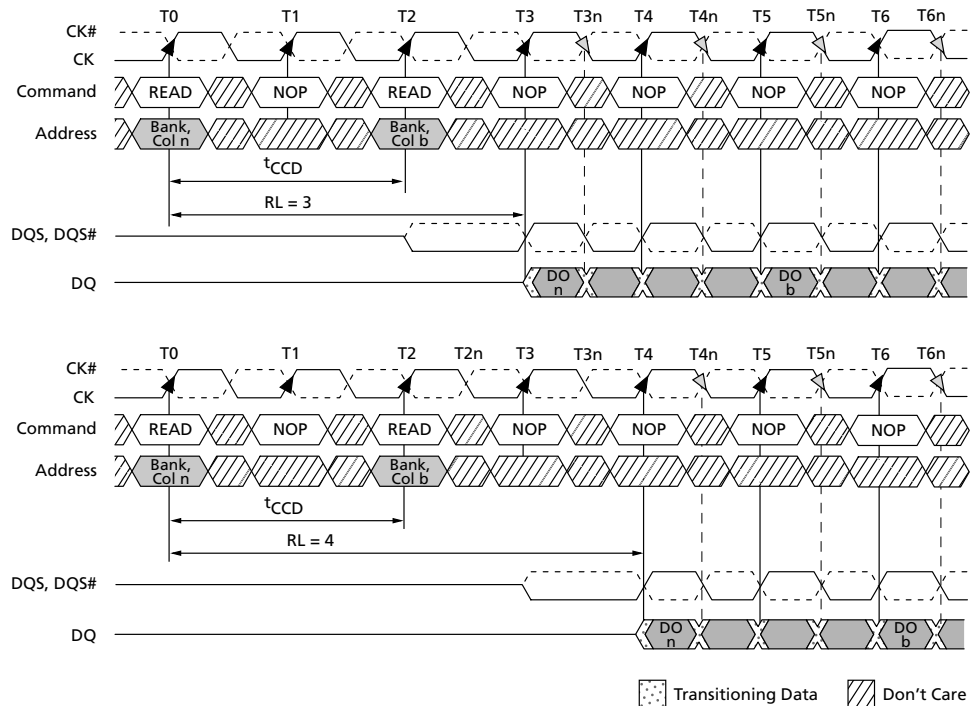 T0 T1 T2 T3 T3n T4 T4n T5 T5n T6 T6n
CK#
CK
Command READ NOP READ NOP NOP NOP NOP
Address Bank, Col n Bank, Col b
tCCD
RL = 3
DQS, DQS#
DQ DO n DO b
T0 T1 T2 T2n T3 T3n T4 T4n T5 T5n T6 T6n
CK#
CK
Command READ NOP READ NOP NOP NOP NOP
Address Bank, Col n Bank, Col b
tCCD
RL = 4
DQS, DQS#
DQ DO n DO b
Transitioning Data Don't Care